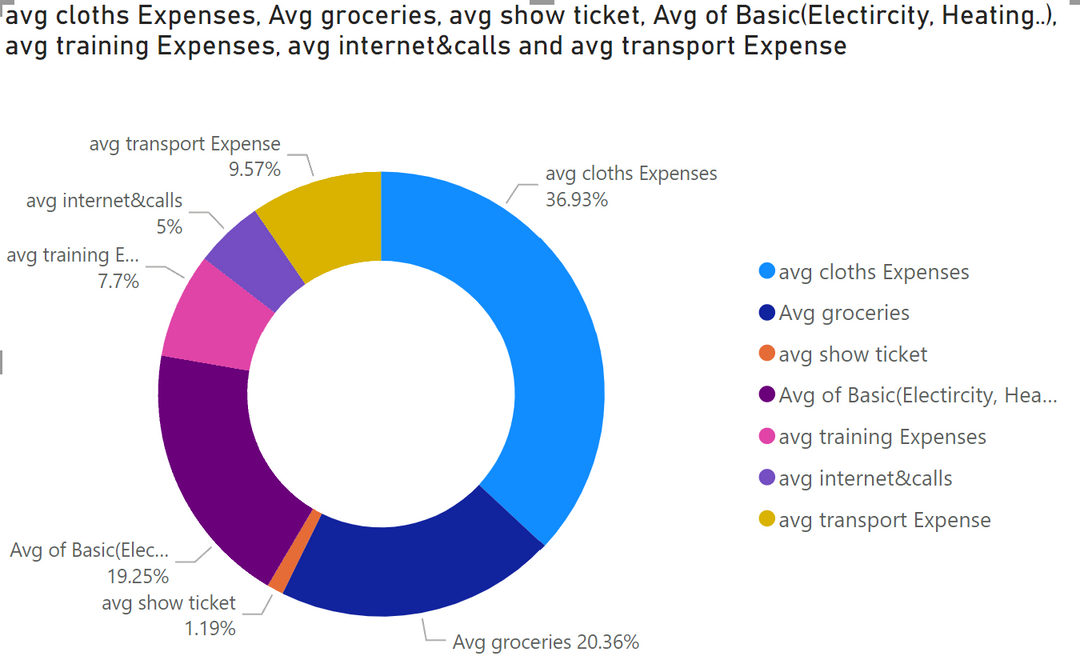 avg cloths Expenses, Avg groceries, avg show ticket, Avg of Basic(Electircity, Heating..),
avg training Expenses, avg internet&calls and avg transport Expense
avg transport Expense
9.57%
avg cloths Expenses
36.93%
avg internet&calls
5%
avg training E...
7.7%
avg cloths Expenses
Avg groceries
avg show ticket
Avg of Basic(Electircity, Hea...
avg training Expenses
avg internet&calls
avg transport Expense
Avg of Basic(Elec...
19.25%
avg show ticket
1.19%
Avg groceries 20.36%